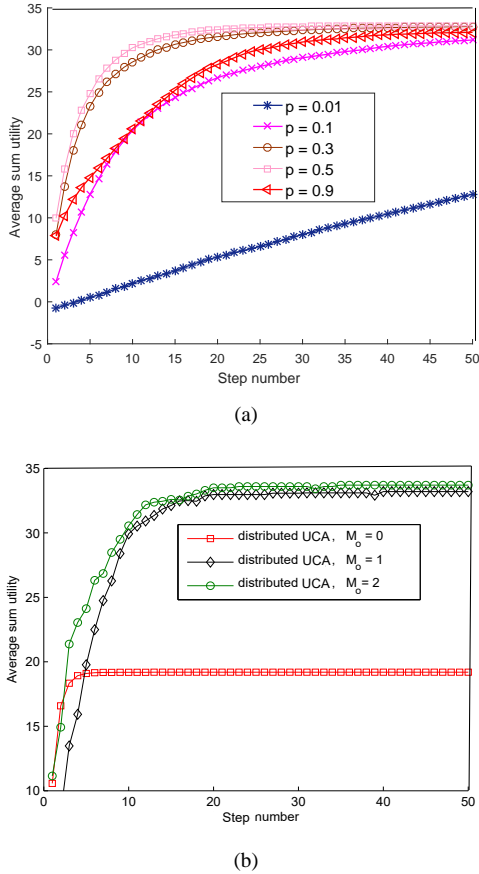 35
30
25
20
15
10
5
0
-5
Average sum utility
p = 0.01
p = 0.1
p = 0.3
p = 0.5
p = 0.9
0 5 10 15 20 25 30 35 40 45 50
Step number
(a)
35
30
25
20
15
10
Average sum utility
distributed UCA, M_o = 0
distributed UCA, M_o = 1
distributed UCA, M_o = 2
0 10 20 30 40 50
Step number
(b)